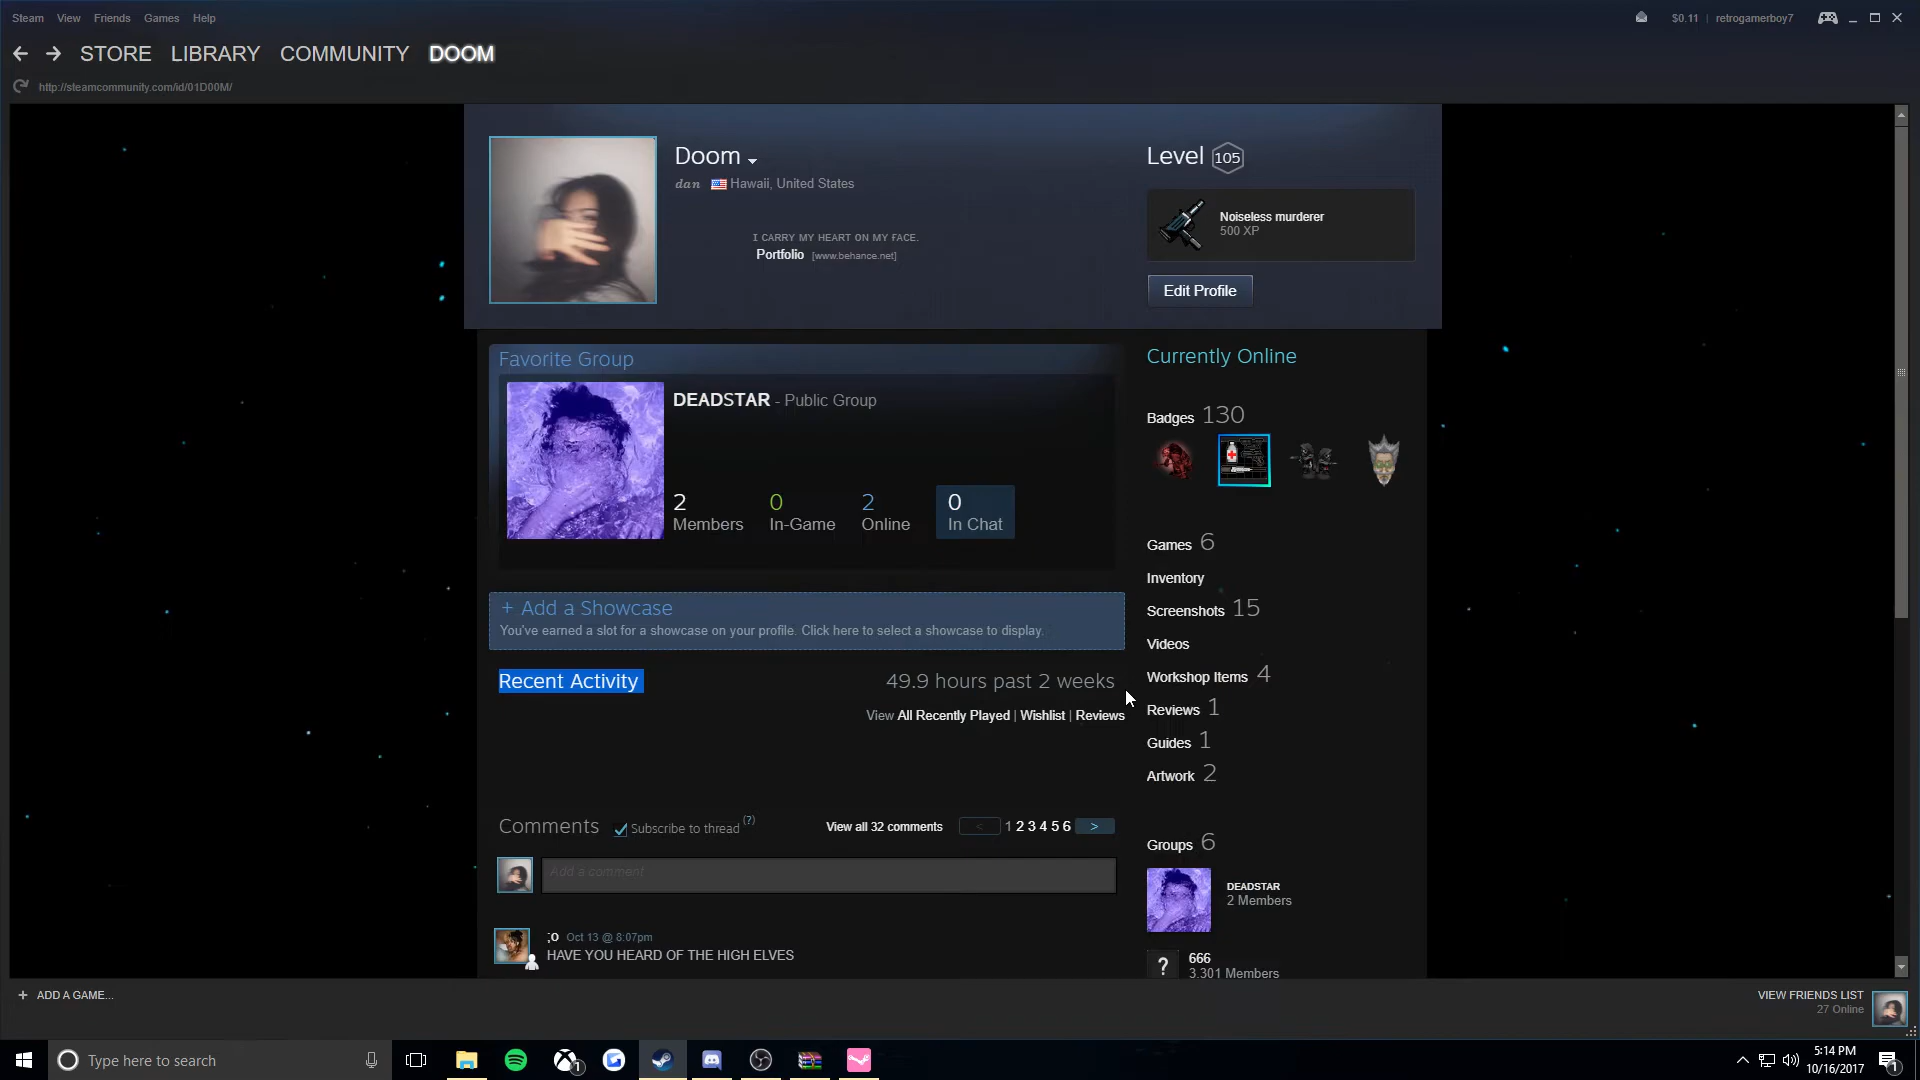 Steam View Friends Games Help
$0.11 | retrogamerboy7
STORE LIBRARY COMMUNITY DOOM
http://steamcommunity.com/id/01D00M/
Doom
dan Hawaii, United States
I CARRY MY HEART ON MY FACE.
Portfolio [www.behance.net]
Level 105
Noiseless murderer
500 XP
Edit Profile
Favorite Group
DEADSTAR - Public Group
2 0 2 0
Members In-Game Online In Chat
+ Add a Showcase
You've earned a slot for a showcase on your profile. Click here to select a showcase to display.
Recent Activity 49.9 hours past 2 weeks
View All Recently Played | Wishlist | Reviews
Comments Subscribe to thread (?) View all 32 comments < 1 2 3 4 5 6 >
Add a comment
;o Oct 13 @ 8:07pm
HAVE YOU HEARD OF THE HIGH ELVES
Currently Online
Badges 130
Games 6
Inventory
Screenshots 15
Videos
Workshop Items 4
Reviews 1
Guides 1
Artwork 2
Groups 6
DEADSTAR
2 Members
?
666
3,301 Members
+ ADD A GAME...
VIEW FRIENDS LIST
27 Online
Type here to search
1
5:14 PM
10/16/2017
1